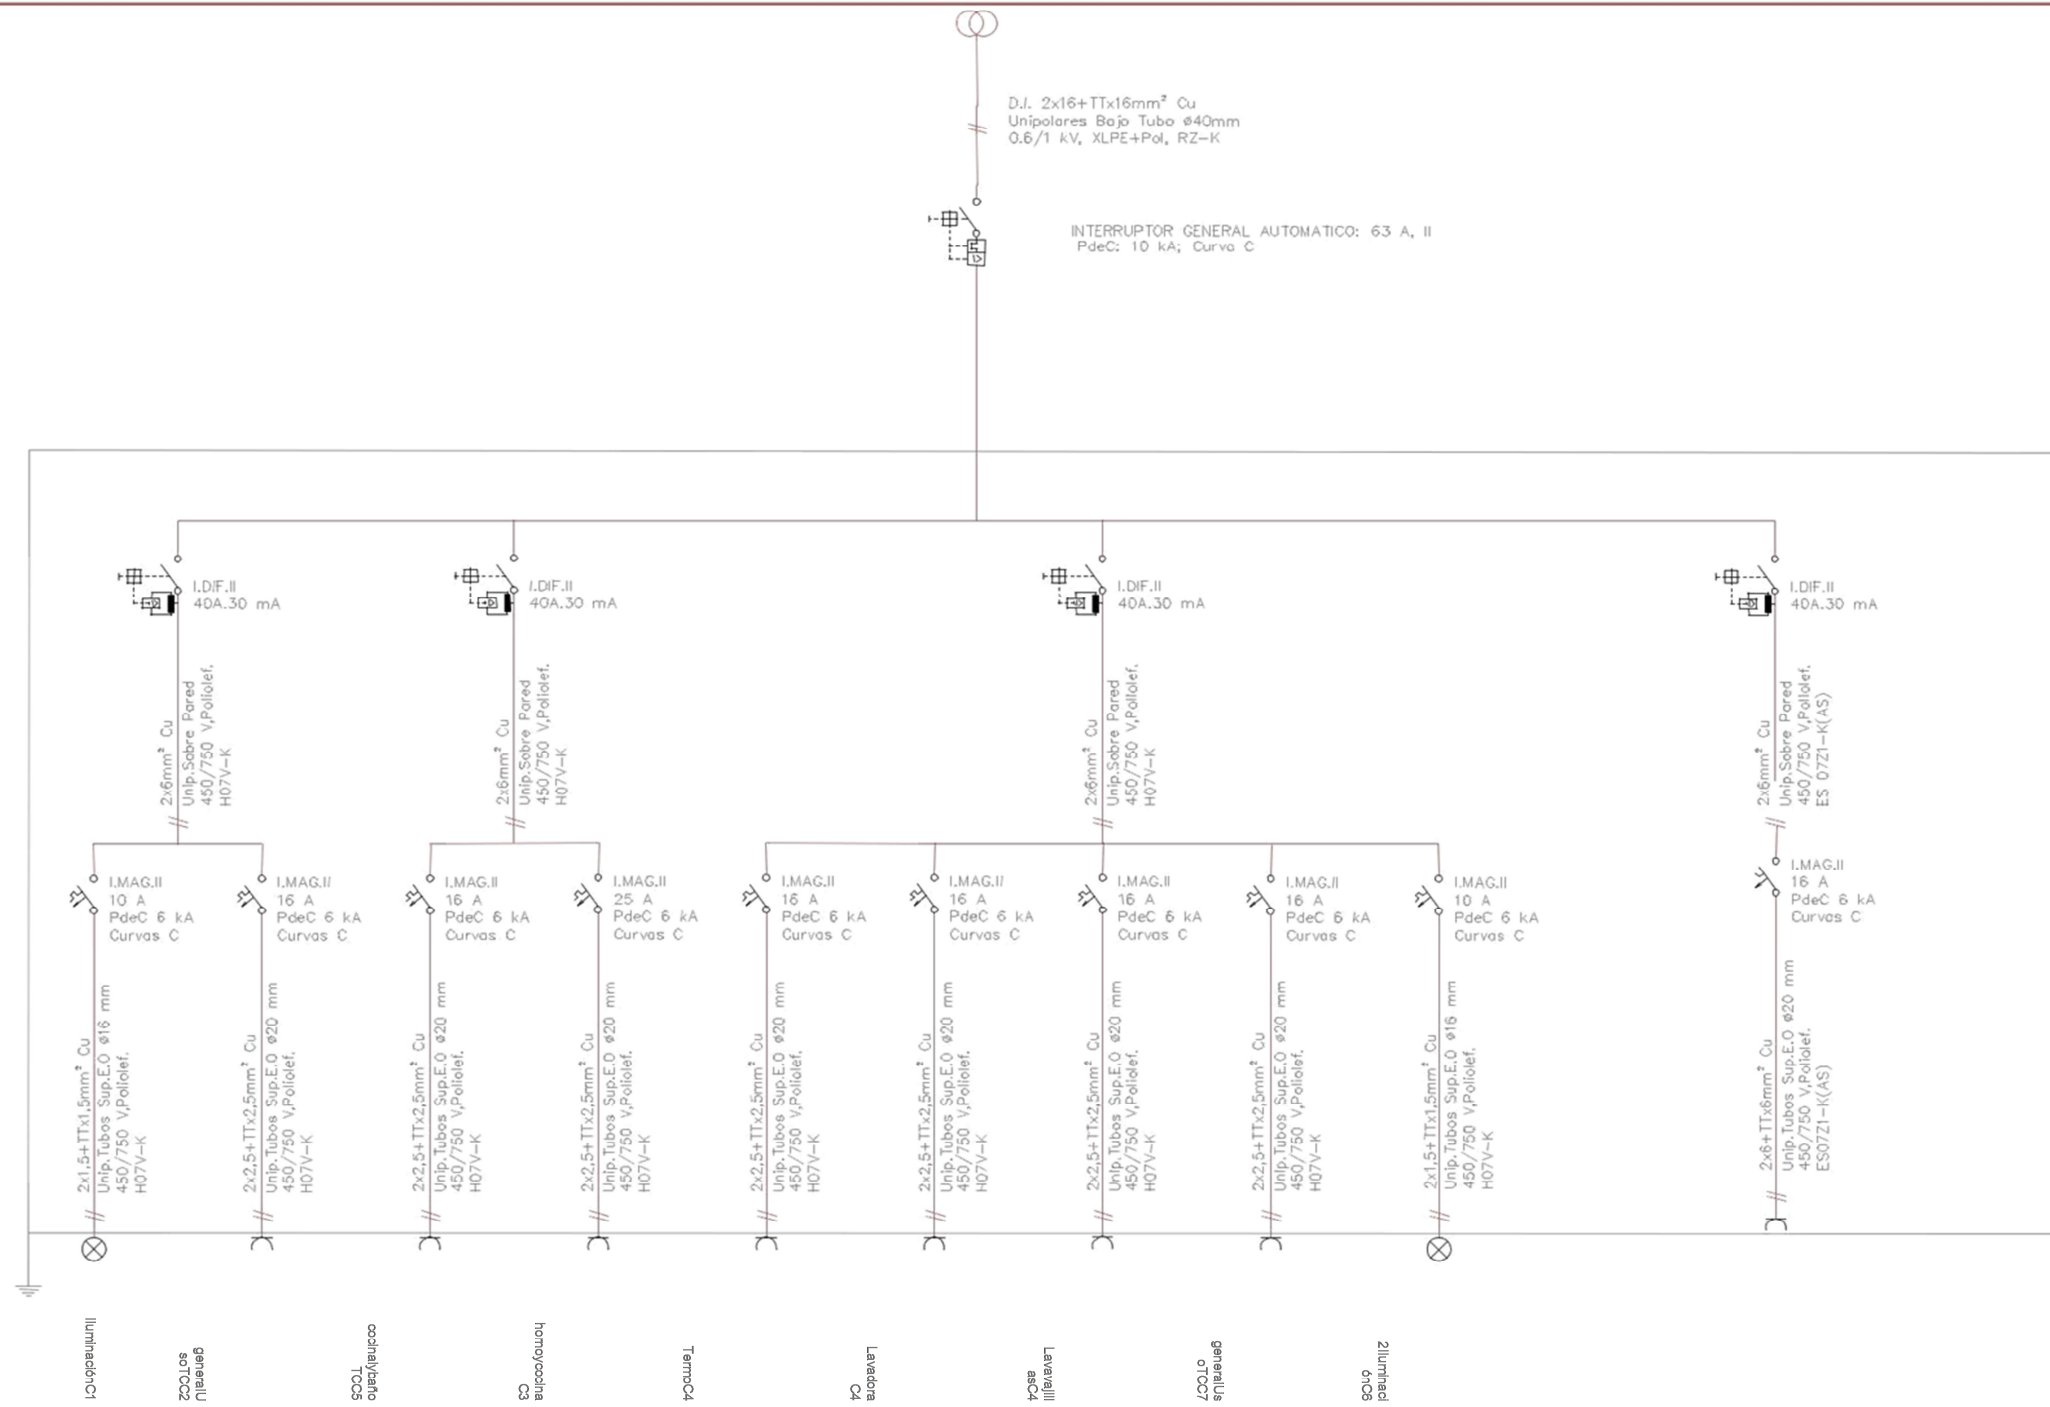 D.I. 2x16+TTx16mm² Cu
Unipolares Bajo Tubo ø40mm
0.6/1 kV, XLPE+Pol, RZ-K
INTERRUPTOR GENERAL AUTOMATICO: 63 A, II
PdeC: 10 kA; Curva C
I.DIF.II
40A.30 mA
I.DIF.II
40A.30 mA
I.DIF.II
40A.30 mA
I.DIF.II
40A.30 mA
2x6mm² Cu
Unip.Sobre Pared
450/750 V,Poliolef.
H07V-K
2x6mm² Cu
Unip.Sobre Pared
450/750 V,Poliolef.
H07V-K
2x6mm² Cu
Unip.Sobre Pared
450/750 V,Poliolef.
H07V-K
2x6mm² Cu
Unip.Sobre Pared
450/750 V,Poliolef.
ES 07Z1-K(AS)
I.MAG.II
10 A
PdeC 6 kA
Curvas C
I.MAG.II
16 A
PdeC 6 kA
Curvas C
I.MAG.II
16 A
PdeC 6 kA
Curvas C
I.MAG.II
25 A
PdeC 6 kA
Curvas C
I.MAG.II
16 A
PdeC 6 kA
Curvas C
I.MAG.II
16 A
PdeC 6 kA
Curvas C
I.MAG.II
16 A
PdeC 6 kA
Curvas C
I.MAG.II
16 A
PdeC 6 kA
Curvas C
I.MAG.II
10 A
PdeC 6 kA
Curvas C
I.MAG.II
16 A
PdeC 6 kA
Curvas C
2x1,5+TTx1,5mm² Cu
Unip.Tubos Sup.E.O ø16 mm
450/750 V,Poliolef.
H07V-K
2x2,5+TTx2,5mm² Cu
Unip.Tubos Sup.E.O ø20 mm
450/750 V,Poliolef.
H07V-K
2x2,5+TTx2,5mm² Cu
Unip.Tubos Sup.E.O ø20 mm
450/750 V,Poliolef.
H07V-K
2x2,5+TTx2,5mm² Cu
Unip.Tubos Sup.E.O ø20 mm
450/750 V,Poliolef.
H07V-K
2x2,5+TTx2,5mm² Cu
Unip.Tubos Sup.E.O ø20 mm
450/750 V,Poliolef.
H07V-K
2x2,5+TTx2,5mm² Cu
Unip.Tubos Sup.E.O ø20 mm
450/750 V,Poliolef.
H07V-K
2x2,5+TTx2,5mm² Cu
Unip.Tubos Sup.E.O ø20 mm
450/750 V,Poliolef.
H07V-K
2x2,5+TTx2,5mm² Cu
Unip.Tubos Sup.E.O ø20 mm
450/750 V,Poliolef.
H07V-K
2x1,5+TTx1,5mm² Cu
Unip.Tubos Sup.E.O ø16 mm
450/750 V,Poliolef.
H07V-K
2x6+TTx6mm² Cu
Unip.Tubos Sup.E.O ø20 mm
450/750 V,Poliolef.
ES07Z1-K(AS)
IluminaciónC1
generalU
soTCC2
cocinaIybaño
TCC5
hornoycocina
C3
TermoC4
Lavadora
C4
Lavavajill
asC4
generalUs
oTCC7
2Iluminaci
ónC6